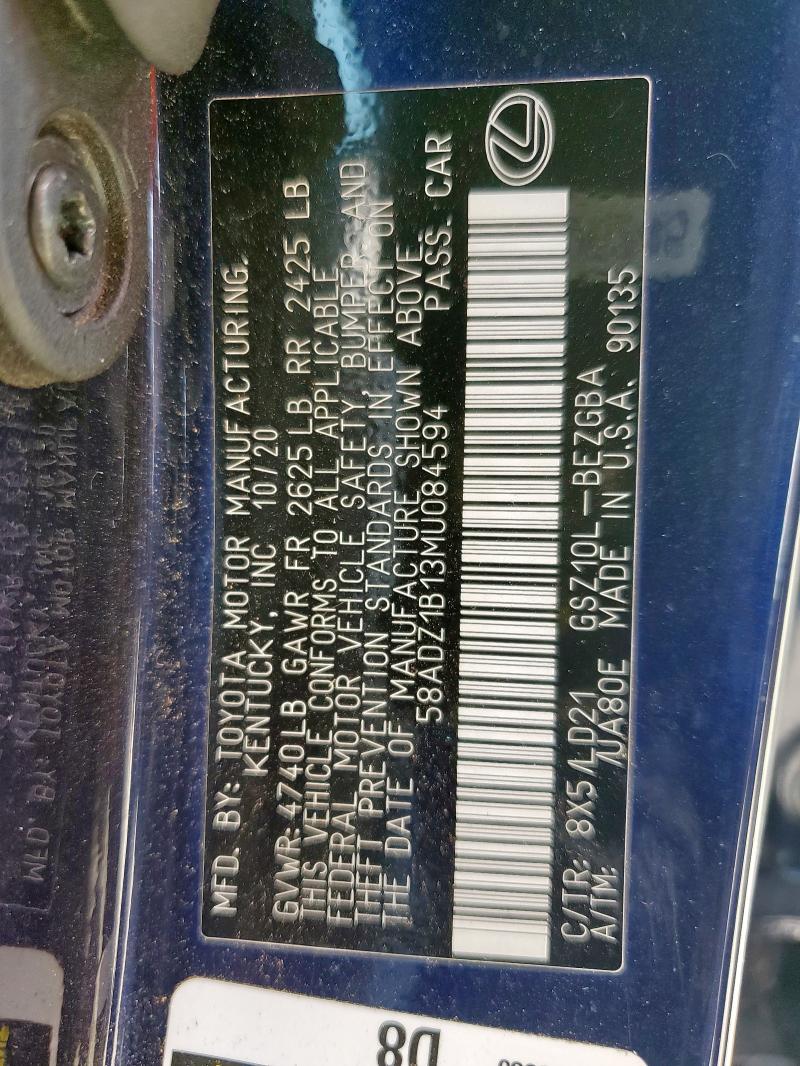 MFD. BY: TOYOTA MOTOR MANUFACTURING.
KENTUCKY, INC 10/20
GVWR:4740LB GAWR FR 2625LB RR 2425 LB
THIS VEHICLE CONFORMS TO ALL APPLICABLE
FEDERAL MOTOR VEHICLE SAFETY, BUMPER, AND
THEFT PREVENTION STANDARDS IN EFFECT ON
THE DATE OF MANUFACTURE SHOWN ABOVE.
58ADZ1B13MU084594 PASS. CAR
C/TR: 8X5/LD21 GSZ10L-BEZGBA
A/TM: /UA80E MADE IN U.S.A. 90135
D8